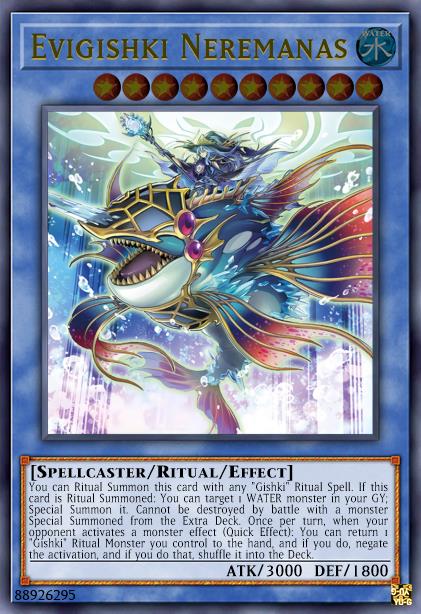 Evigishki Neremanas
WATER
水
[Spellcaster/Ritual/Effect]
You can Ritual Summon this card with any "Gishki" Ritual Spell. If this
card is Ritual Summoned: You can target 1 WATER monster in your GY;
Special Summon it. Cannot be destroyed by battle with a monster
Special Summoned from the Extra Deck. Once per turn, when your
opponent activates a monster effect (Quick Effect): You can return 1
"Gishki" Ritual Monster you control to the hand, and if you do, negate
the activation, and if you do that, shuffle it into the Deck.
ATK/3000 DEF/1800
88926295